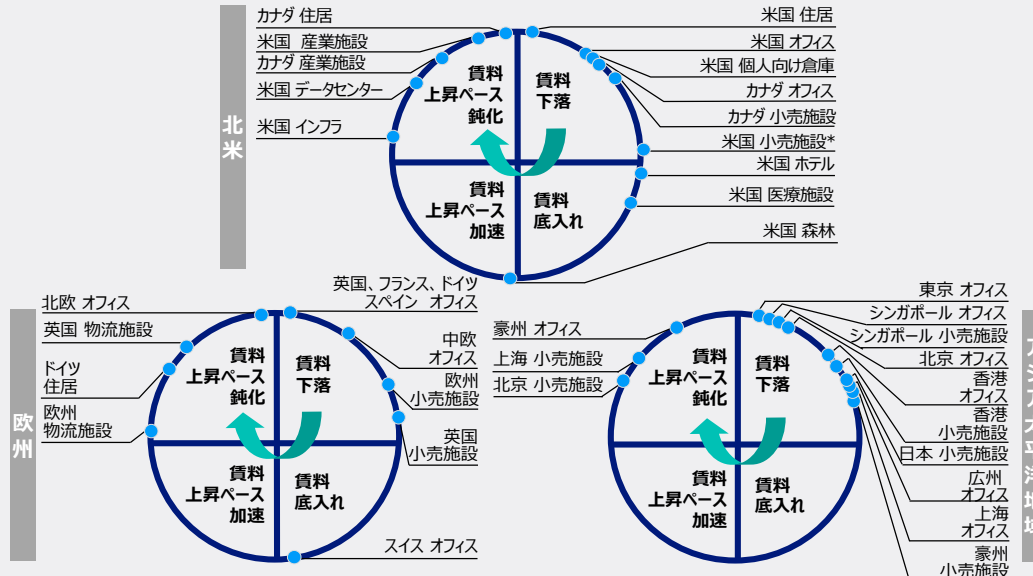 北米
カナダ 住居
米国 産業施設
カナダ 産業施設
米国 データセンター
米国 インフラ
米国 住居
米国 オフィス
米国 個人向け倉庫
カナダ オフィス
カナダ 小売施設
米国 小売施設*
米国 ホテル
米国 医療施設
米国 森林
賃料
上昇ペース
鈍化
賃料
下落
賃料
上昇ペース
加速
賃料
底入れ
欧州
北欧 オフィス
英国 物流施設
ドイツ
住居
欧州
物流施設
英国、フランス、ドイツ
スペイン オフィス
中欧
オフィス
欧州
小売施設
英国
小売施設
スイス オフィス
賃料
上昇ペース
鈍化
賃料
下落
賃料
上昇ペース
加速
賃料
底入れ
アジア太平洋地域
豪州 オフィス
上海 小売施設
北京 小売施設
東京 オフィス
シンガポール オフィス
シンガポール 小売施設
北京 オフィス
香港
オフィス
香港
小売施設
日本 小売施設
広州
オフィス
上海
オフィス
豪州
小売施設
賃料
上昇ペース
鈍化
賃料
下落
賃料
上昇ペース
加速
賃料
底入れ